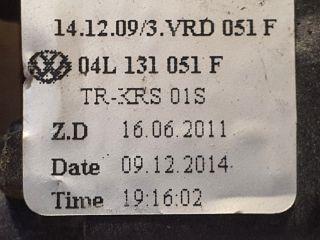 14.12.09/3.VRD 051 F
04L 131 051 F
TR-KRS 01S
Z.D 16.06.2011
Date 09.12.2014
Time 19:16:02